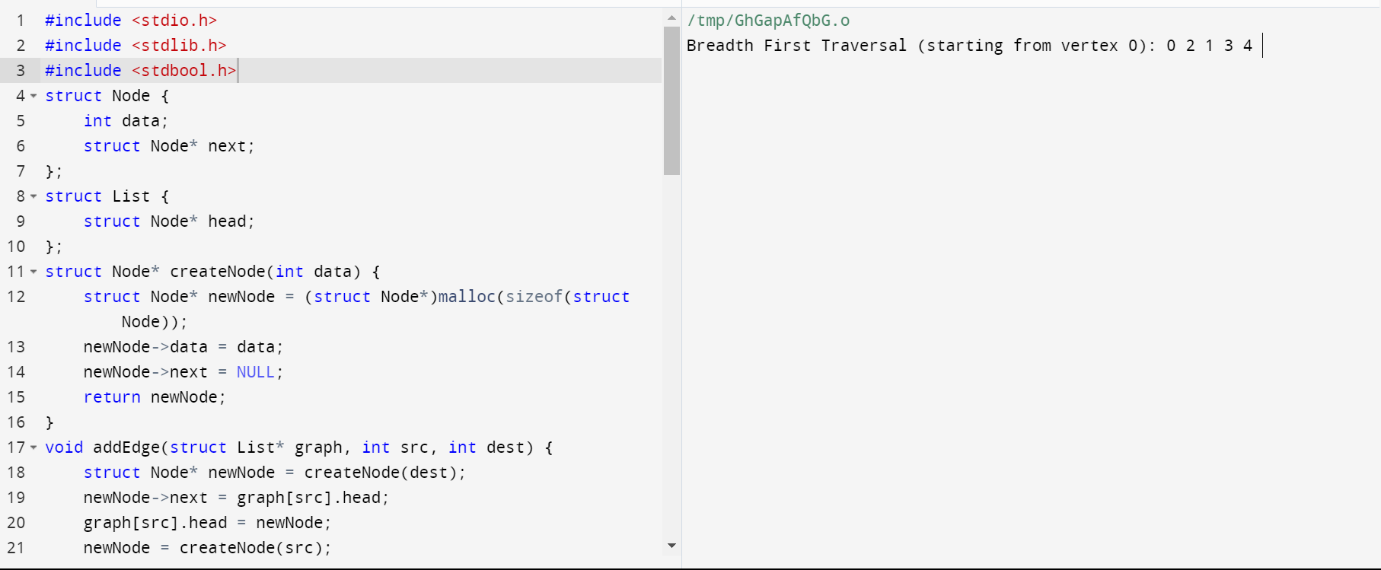 1 #include <stdio.h>
2 #include <stdlib.h>
3 #include <stdbool.h>
4 struct Node {
5     int data;
6     struct Node* next;
7 };
8 struct List {
9     struct Node* head;
10 };
11 struct Node* createNode(int data) {
12     struct Node* newNode = (struct Node*)malloc(sizeof(struct
        Node));
13     newNode->data = data;
14     newNode->next = NULL;
15     return newNode;
16 }
17 void addEdge(struct List* graph, int src, int dest) {
18     struct Node* newNode = createNode(dest);
19     newNode->next = graph[src].head;
20     graph[src].head = newNode;
21     newNode = createNode(src);
/tmp/GhGapAfQbG.o
Breadth First Traversal (starting from vertex 0): 0 2 1 3 4